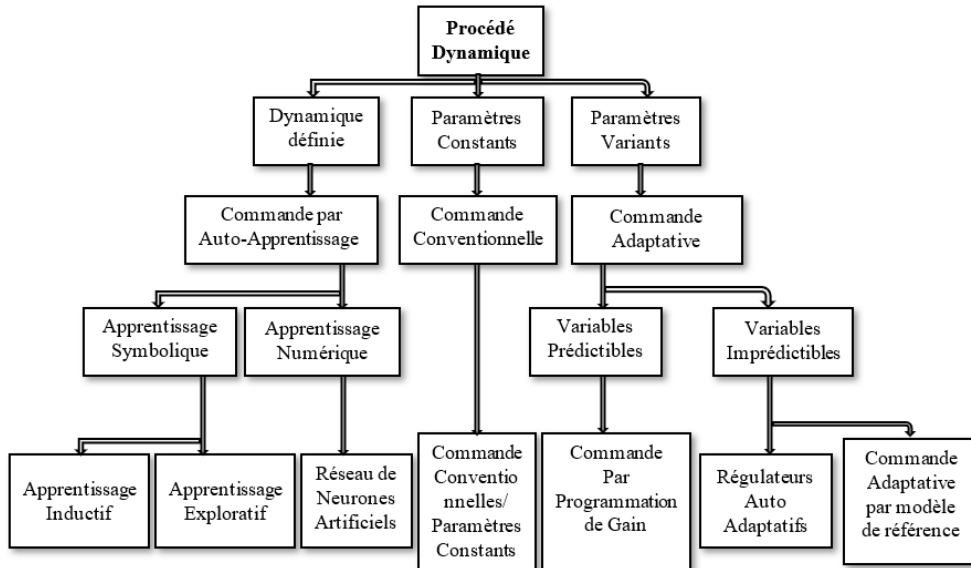 Procédé
Dynamique
Dynamique
définie
Paramètres
Constants
Paramètres
Variants
Commande par
Auto-Apprentissage
Commande
Conventionnelle
Commande
Adaptative
Apprentissage
Symbolique
Apprentissage
Numérique
Variables
Prédictibles
Variables
Imprédictibles
Apprentissage
Inductif
Apprentissage
Exploratif
Réseau de
Neurones
Artificiels
Commande
Conventio
nnelles/
Paramètres
Constants
Commande
Par
Programmation
de Gain
Régulateurs
Auto
Adaptatifs
Commande
Adaptative
par modèle
de référence